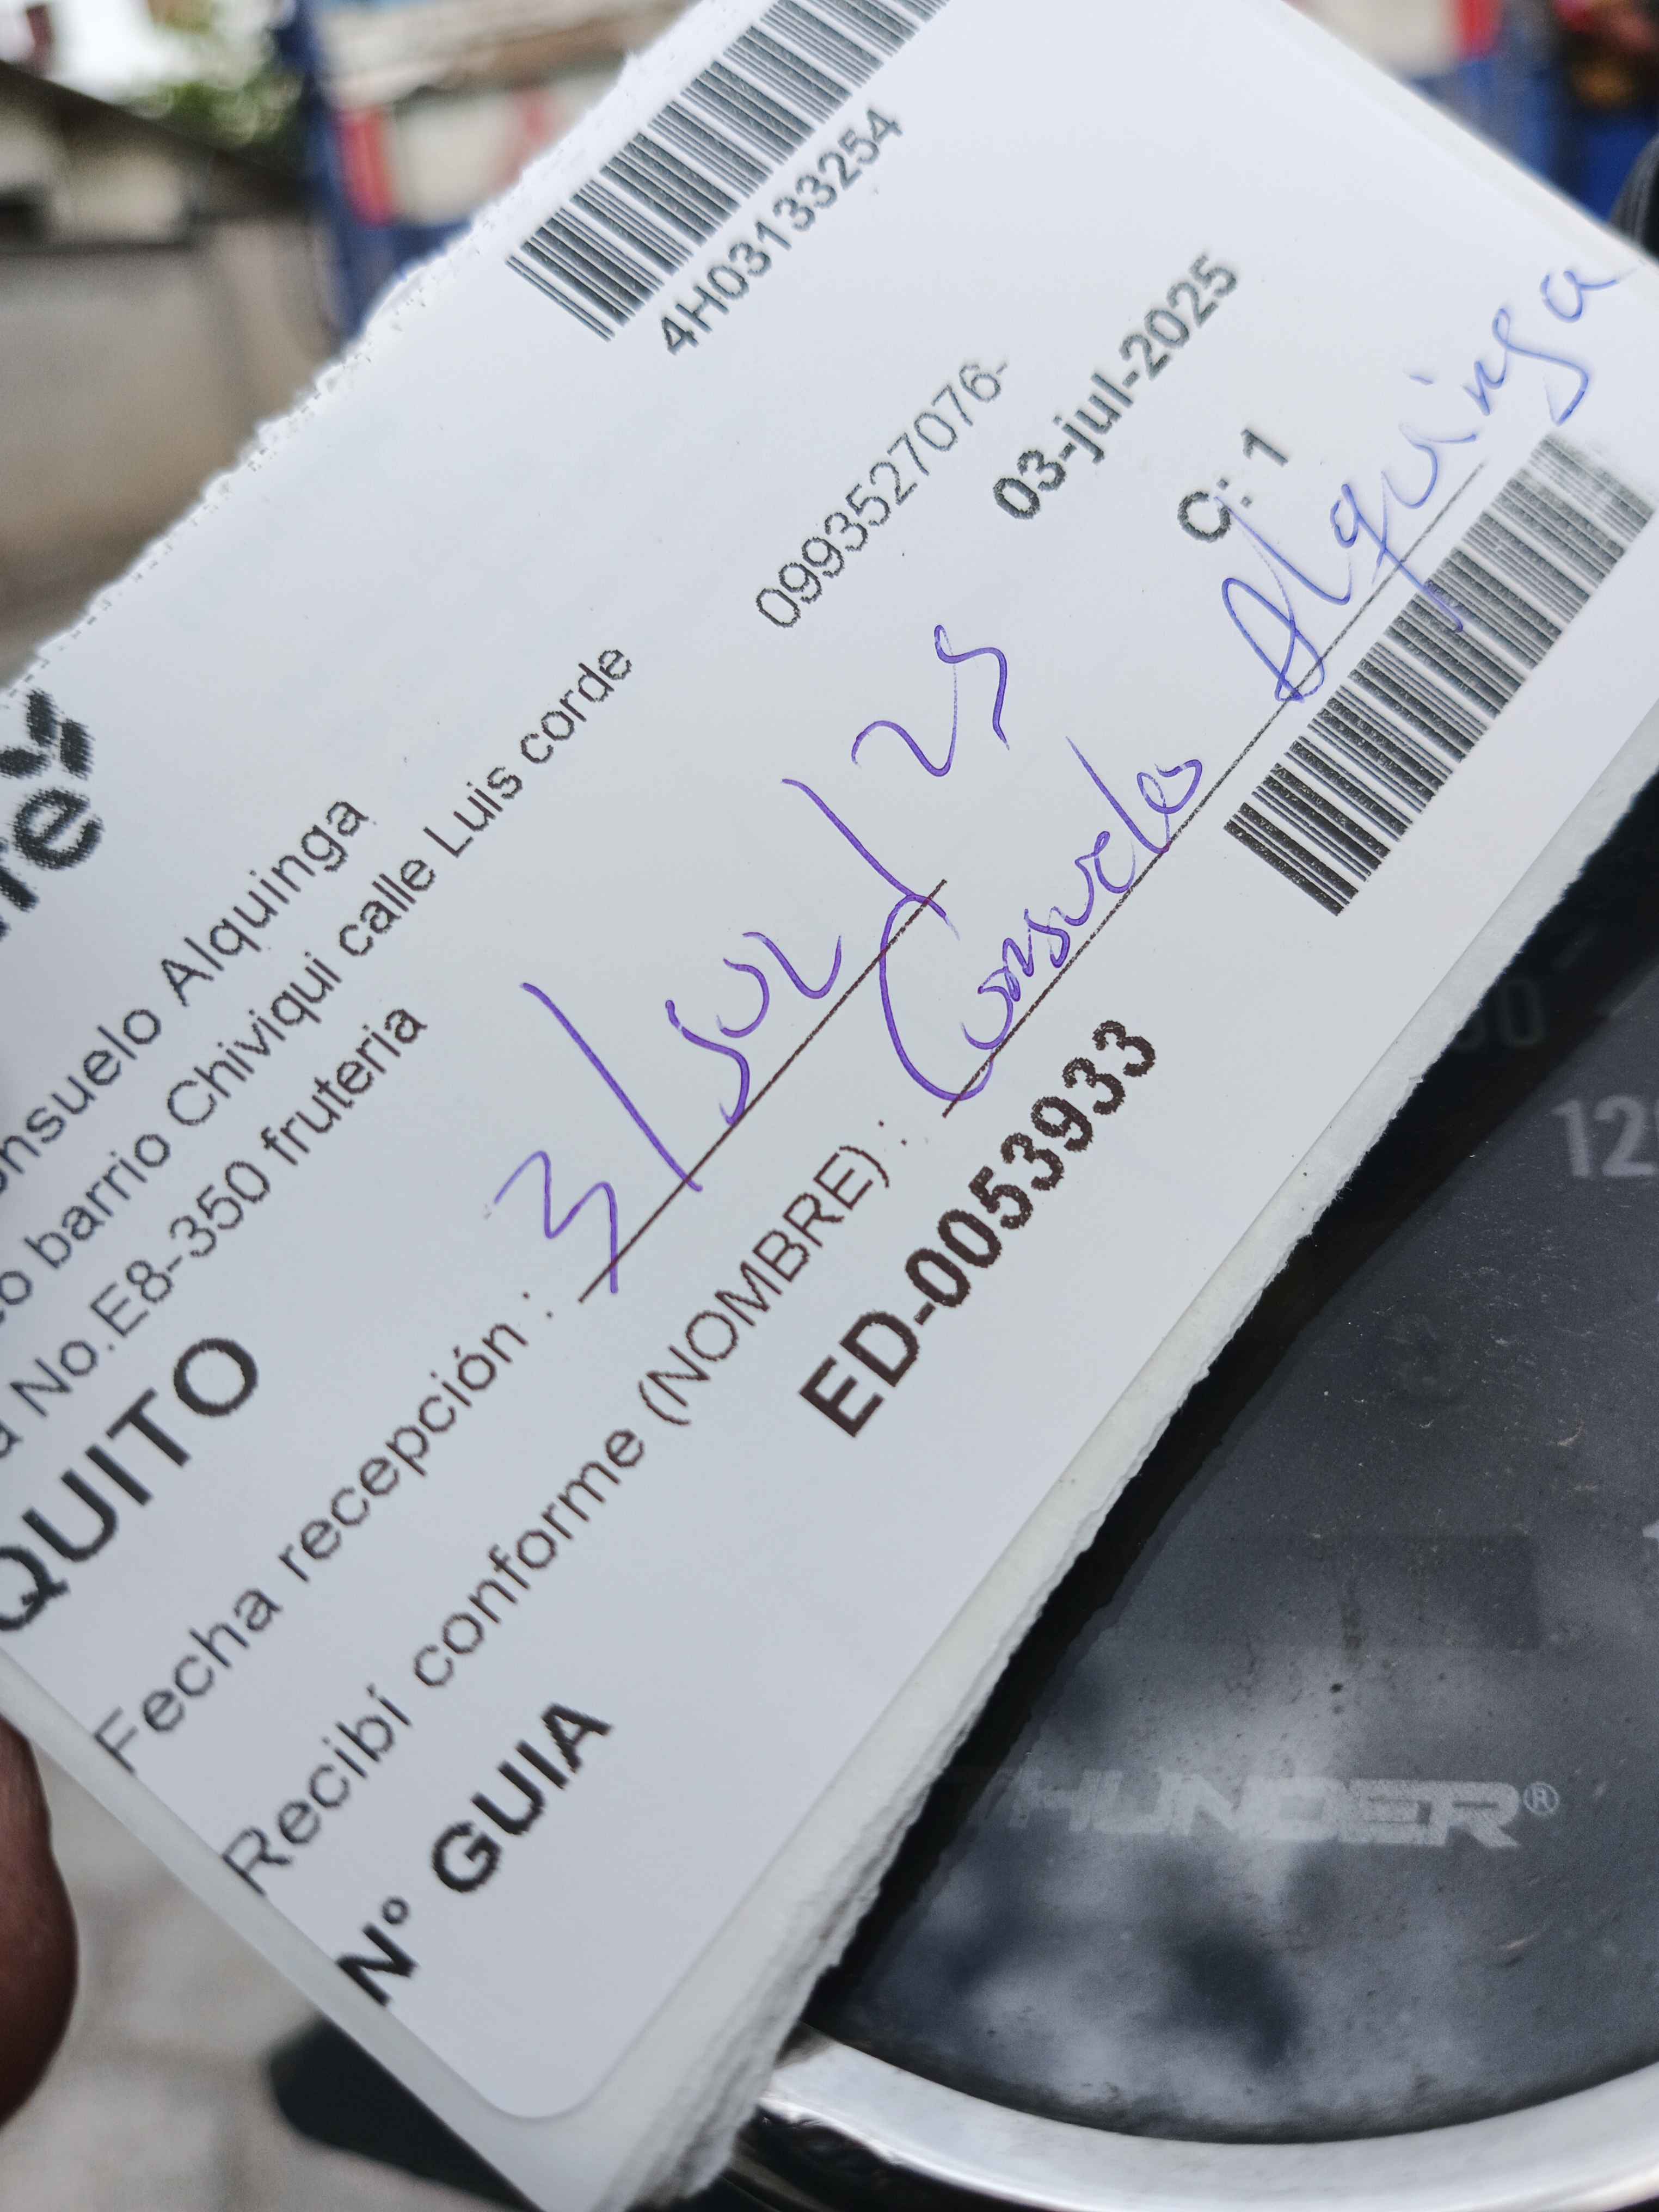 4H03133254
onsuelo Alquinga
barrio Chiviqui calle Luis corde
0993527076-
No.E8-350 fruteria
03-jul-2025
QUITO
C: 1
Fecha recepción : 3/Jul/25
Recibí conforme (NOMBRE) : Consuelo Alquinga
N° GUIA
ED-0053933
THUNDER®